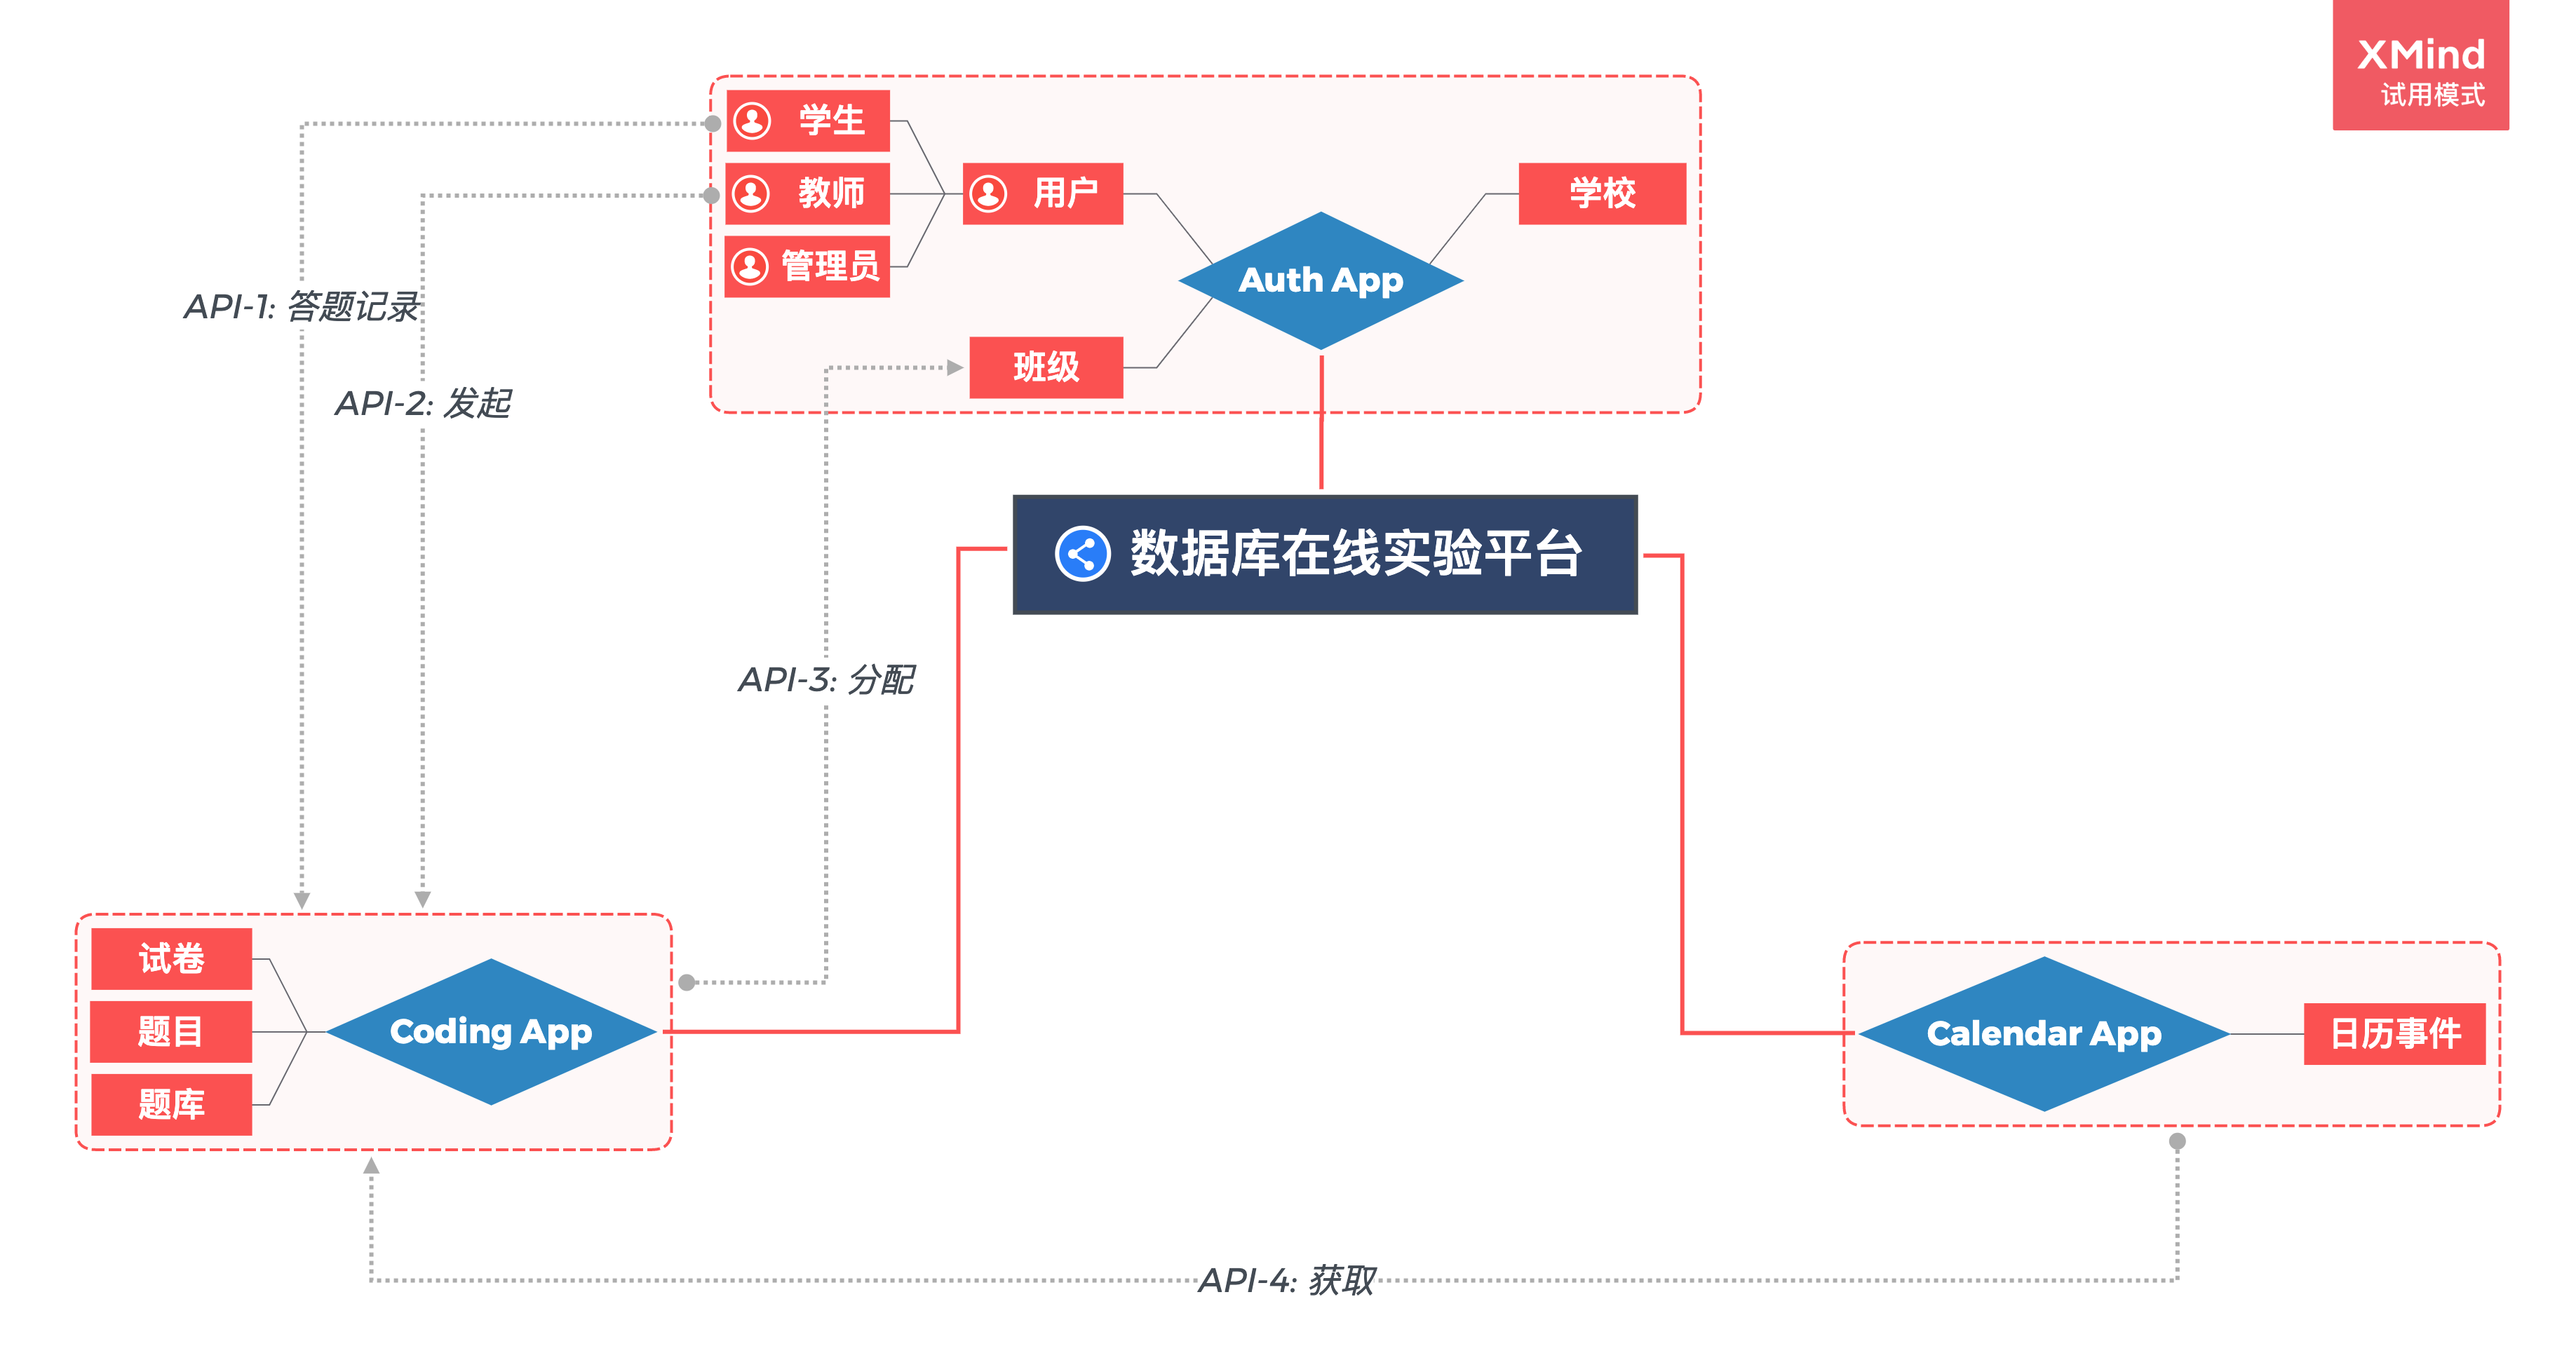 XMind
试用模式
学生
教师
管理员
用户
学校
Auth App
班级
API-1: 答题记录
API-2: 发起
数据库在线实验平台
API-3: 分配
试卷
题目
题库
Coding App
Calendar App
日历事件
API-4: 获取